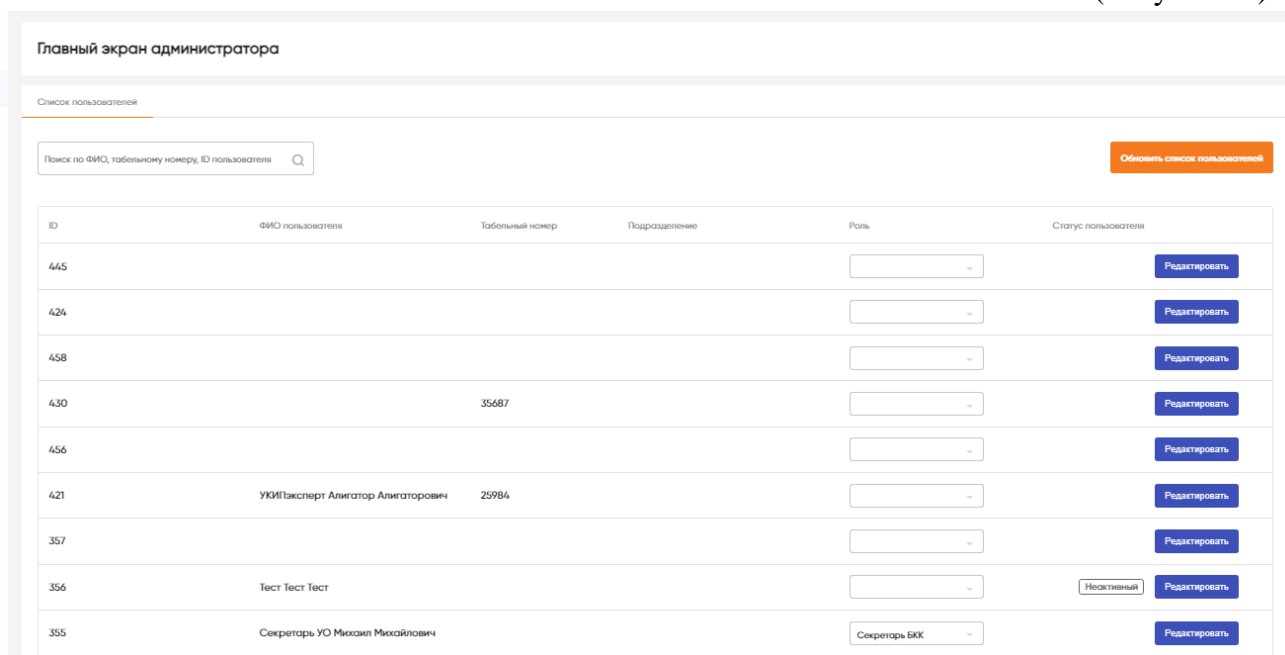 Главный экран администратора
Список пользователей
Поиск по ФИО, табельному номеру, ID пользователя
Обновить список пользователей
ID ФИО пользователя Табельный номер Подразделение Роль Статус пользователя
445 Редактировать
424 Редактировать
458 Редактировать
430 35687 Редактировать
456 Редактировать
421 УКИПэксперт Алигатор Алигаторович 25984 Редактировать
357 Редактировать
356 Тест Тест Тест Неактивный Редактировать
355 Секретарь УО Михаил Михайлович Секретарь БКК Редактировать